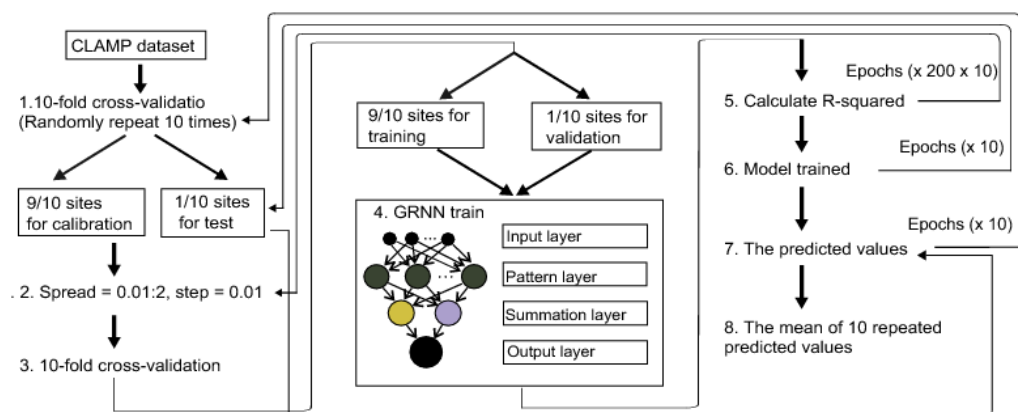 CLAMP dataset
1.10-fold cross-validatio
(Randomly repeat 10 times)
9/10 sites
for calibration
1/10 sites
for test
. 2. Spread = 0.01:2, step = 0.01
3. 10-fold cross-validation
9/10 sites for
training
1/10 sites for
validation
4. GRNN train
...
Input layer
...
Pattern layer
Summation layer
Output layer
Epochs (x 200 x 10)
5. Calculate R-squared
Epochs (x 10)
6. Model trained
Epochs (x 10)
7. The predicted values
8. The mean of 10 repeated
predicted values